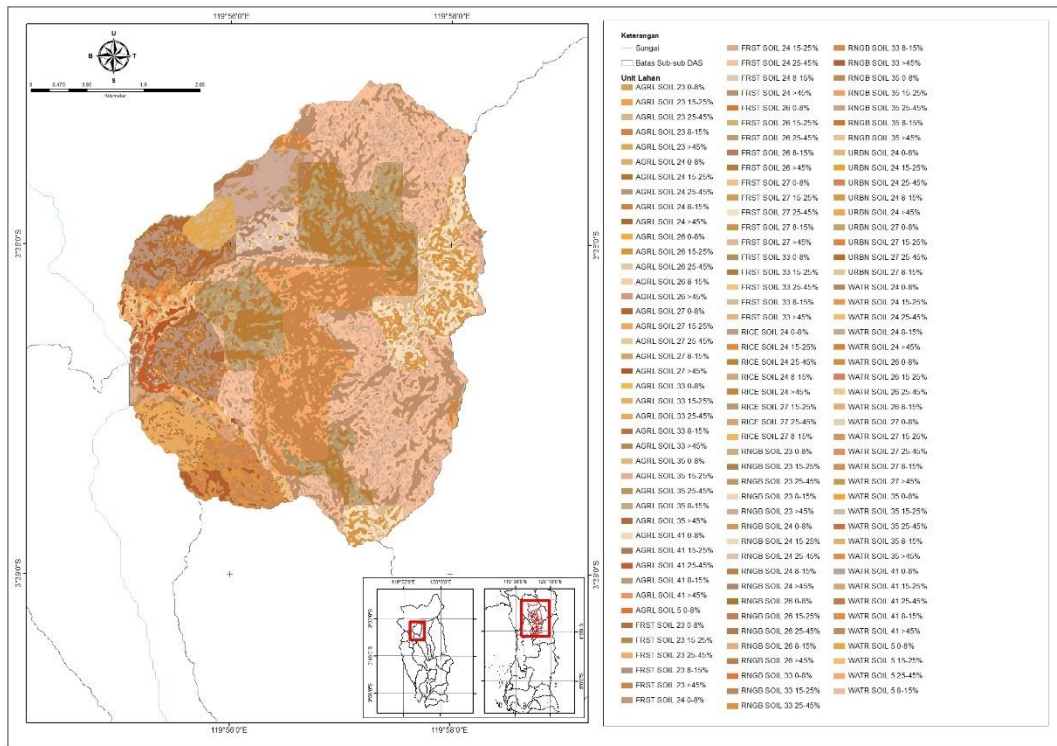 119°56'0"E
119°58'0"E
U
B
T
S
0
0.475
0.95
1.9
2.85
Kilometer
3°38'0"S
3°38'0"S
3°39'0"S
3°39'0"S
119°56'0"E
119°58'0"E
120°0'0"E
Keterangan
Sungai
Batas Sub-sub DAS
Unit Lahan
AGRL SOIL 23 0-8%
AGRL SOIL 23 15-25%
AGRL SOIL 23 25-45%
AGRL SOIL 23 8-15%
AGRL SOIL 23 >45%
AGRL SOIL 24 0-8%
AGRL SOIL 24 15-25%
AGRL SOIL 24 25-45%
AGRL SOIL 24 8-15%
AGRL SOIL 24 >45%
AGRL SOIL 26 0-8%
AGRL SOIL 26 15-25%
AGRL SOIL 26 25-45%
AGRL SOIL 26 8-15%
AGRL SOIL 26 >45%
AGRL SOIL 27 0-8%
AGRL SOIL 27 15-25%
AGRL SOIL 27 25-45%
AGRL SOIL 27 8-15%
AGRL SOIL 27 >45%
AGRL SOIL 33 0-8%
AGRL SOIL 33 15-25%
AGRL SOIL 33 25-45%
AGRL SOIL 33 8-15%
AGRL SOIL 33 >45%
AGRL SOIL 35 0-8%
AGRL SOIL 35 15-25%
AGRL SOIL 35 25-45%
AGRL SOIL 35 8-15%
AGRL SOIL 35 >45%
AGRL SOIL 41 0-8%
AGRL SOIL 41 15-25%
AGRL SOIL 41 25-45%
AGRL SOIL 41 8-15%
AGRL SOIL 41 >45%
AGRL SOIL 5 0-8%
FRST SOIL 23 0-8%
FRST SOIL 23 15-25%
FRST SOIL 23 25-45%
FRST SOIL 23 8-15%
FRST SOIL 23 >45%
FRST SOIL 24 0-8%
FRST SOIL 24 15-25%
FRST SOIL 24 25-45%
FRST SOIL 24 8-15%
FRST SOIL 24 >45%
FRST SOIL 26 0-8%
FRST SOIL 26 15-25%
FRST SOIL 26 25-45%
FRST SOIL 26 8-15%
FRST SOIL 26 >45%
FRST SOIL 27 0-8%
FRST SOIL 27 15-25%
FRST SOIL 27 25-45%
FRST SOIL 27 8-15%
FRST SOIL 27 >45%
FRST SOIL 33 0-8%
FRST SOIL 33 15-25%
FRST SOIL 33 25-45%
FRST SOIL 33 8-15%
FRST SOIL 33 >45%
RICE SOIL 24 0-8%
RICE SOIL 24 15-25%
RICE SOIL 24 25-45%
RICE SOIL 24 8-15%
RICE SOIL 24 >45%
RICE SOIL 27 15-25%
RICE SOIL 27 25-45%
RICE SOIL 27 8-15%
RNGB SOIL 23 0-8%
RNGB SOIL 23 15-25%
RNGB SOIL 23 25-45%
RNGB SOIL 23 8-15%
RNGB SOIL 23 >45%
RNGB SOIL 24 0-8%
RNGB SOIL 24 15-25%
RNGB SOIL 24 25-45%
RNGB SOIL 24 8-15%
RNGB SOIL 24 >45%
RNGB SOIL 26 0-8%
RNGB SOIL 26 15-25%
RNGB SOIL 26 25-45%
RNGB SOIL 26 8-15%
RNGB SOIL 26 >45%
RNGB SOIL 33 0-8%
RNGB SOIL 33 15-25%
RNGB SOIL 33 25-45%
RNGB SOIL 33 8-15%
RNGB SOIL 33 >45%
RNGB SOIL 35 0-8%
RNGB SOIL 35 15-25%
RNGB SOIL 35 25-45%
RNGB SOIL 35 8-15%
RNGB SOIL 35 >45%
URBN SOIL 24 0-8%
URBN SOIL 24 15-25%
URBN SOIL 24 25-45%
URBN SOIL 24 8-15%
URBN SOIL 24 >45%
URBN SOIL 27 0-8%
URBN SOIL 27 15-25%
URBN SOIL 27 25-45%
URBN SOIL 27 8-15%
WATR SOIL 24 0-8%
WATR SOIL 24 15-25%
WATR SOIL 24 25-45%
WATR SOIL 24 8-15%
WATR SOIL 24 >45%
WATR SOIL 26 0-8%
WATR SOIL 26 15-25%
WATR SOIL 26 25-45%
WATR SOIL 26 8-15%
WATR SOIL 27 0-8%
WATR SOIL 27 15-25%
WATR SOIL 27 25-45%
WATR SOIL 27 8-15%
WATR SOIL 27 >45%
WATR SOIL 35 0-8%
WATR SOIL 35 15-25%
WATR SOIL 35 25-45%
WATR SOIL 35 8-15%
WATR SOIL 35 >45%
WATR SOIL 41 0-8%
WATR SOIL 41 15-25%
WATR SOIL 41 25-45%
WATR SOIL 41 8-15%
WATR SOIL 41 >45%
WATR SOIL 5 0-8%
WATR SOIL 5 15-25%
WATR SOIL 5 25-45%
WATR SOIL 5 8-15%